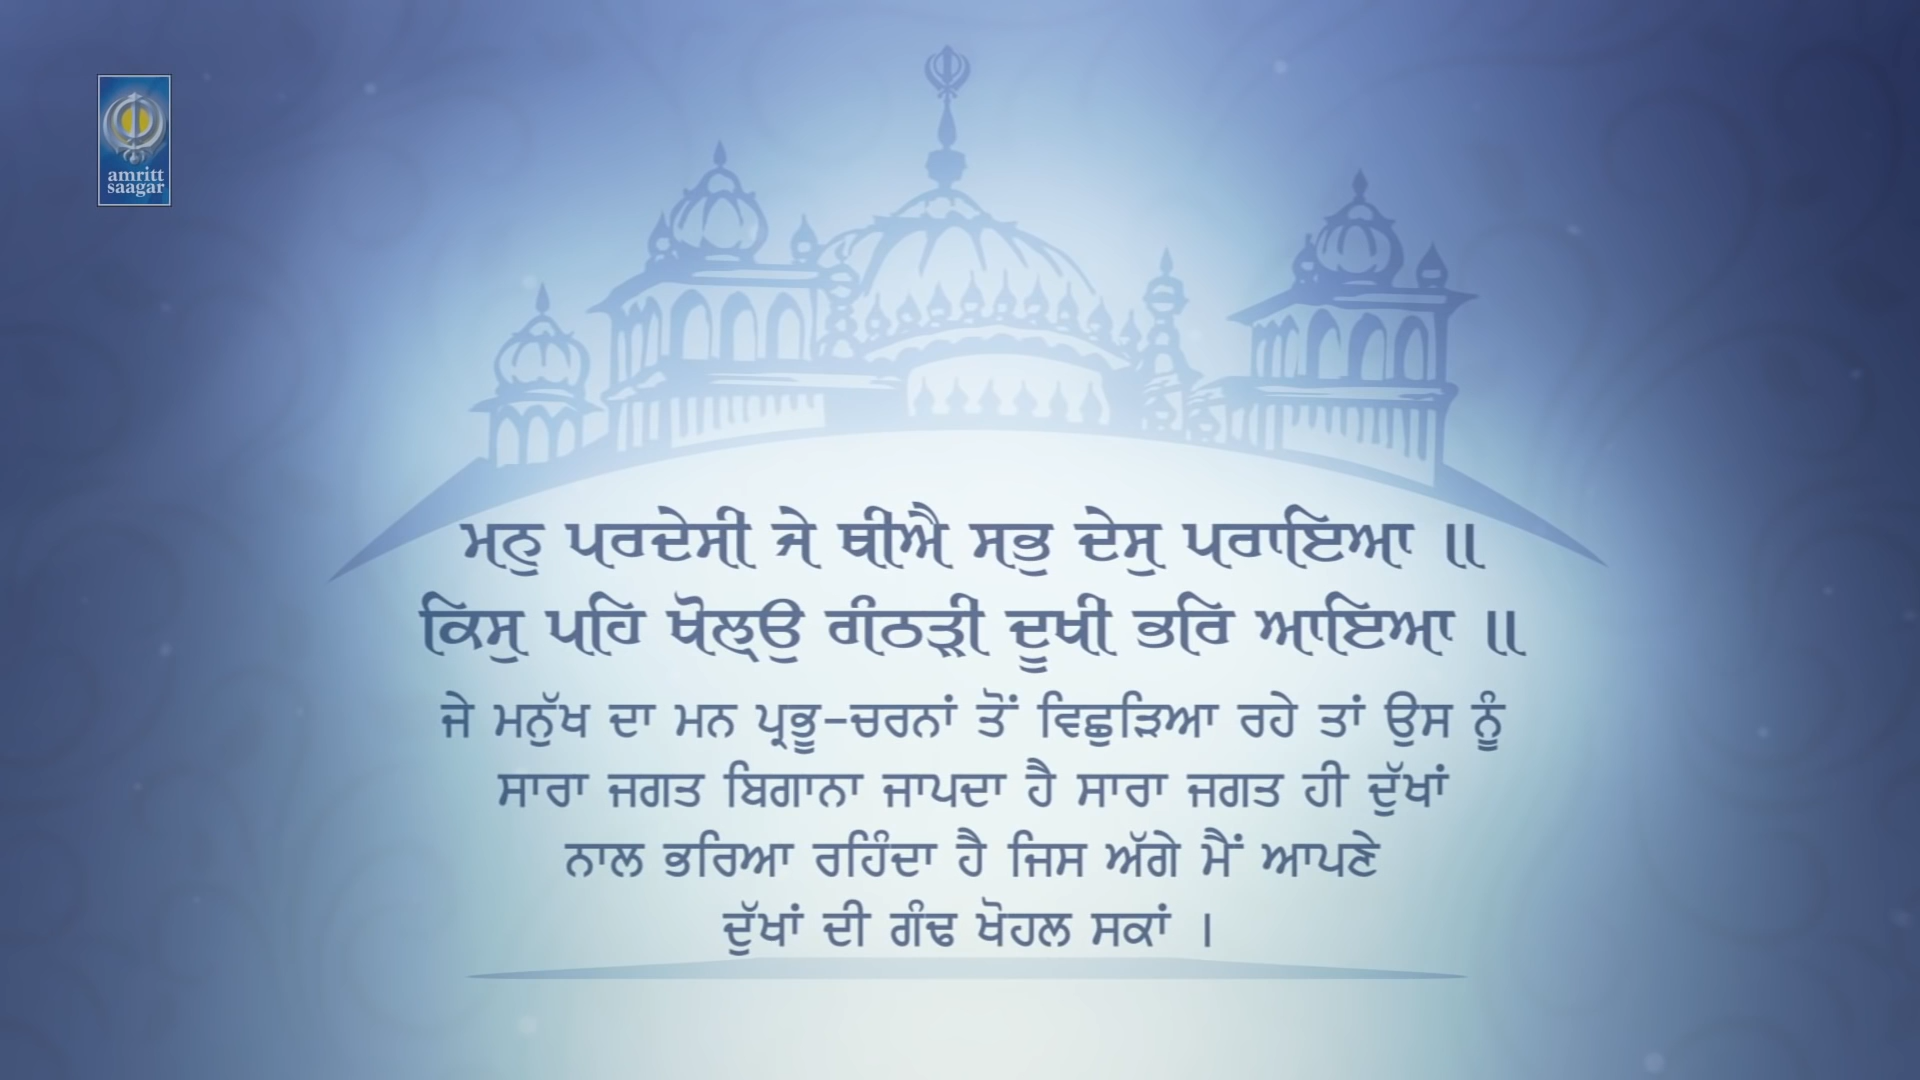 amritt
saagar
ਮਨੁ ਪਰਦੇਸੀ ਜੇ ਥੀਐ ਸਭੁ ਦੇਸੁ ਪਰਾਇਆ ॥
ਕਿਸੁ ਪਹਿ ਖੋਲ੍ਹਉ ਗੰਠੜੀ ਦੂਖੀ ਭਰਿ ਆਇਆ ॥
ਜੇ ਮਨੁੱਖ ਦਾ ਮਨ ਪ੍ਰਭੂ-ਚਰਨਾਂ ਤੋਂ ਵਿਛੁੜਿਆ ਰਹੇ ਤਾਂ ਉਸ ਨੂੰ
ਸਾਰਾ ਜਗਤ ਬਿਗਾਨਾ ਜਾਪਦਾ ਹੈ ਸਾਰਾ ਜਗਤ ਹੀ ਦੁੱਖਾਂ
ਨਾਲ ਭਰਿਆ ਰਹਿੰਦਾ ਹੈ ਜਿਸ ਅੱਗੇ ਮੈਂ ਆਪਣੇ
ਦੁੱਖਾਂ ਦੀ ਗੰਢ ਖੋਹਲ ਸਕਾਂ ।